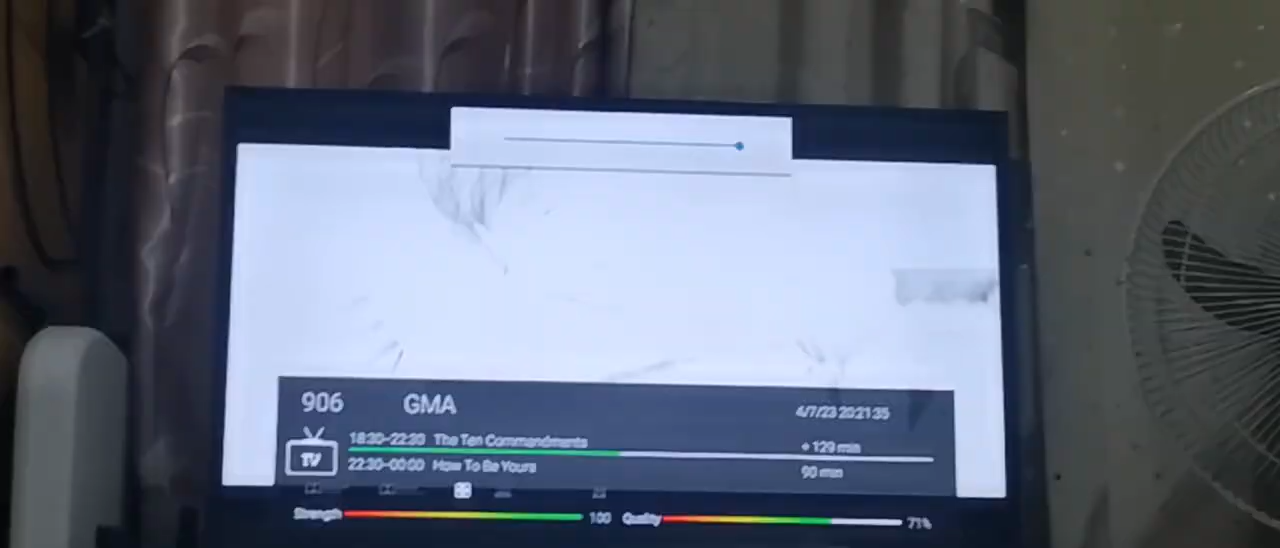 906 GMA 4/7/23 20:21:35
18:30-22:30 The Ten Commandments + 129 min
TV
22:30-00:00 How To Be Yours 90 min
Strength 100 Quality 71%